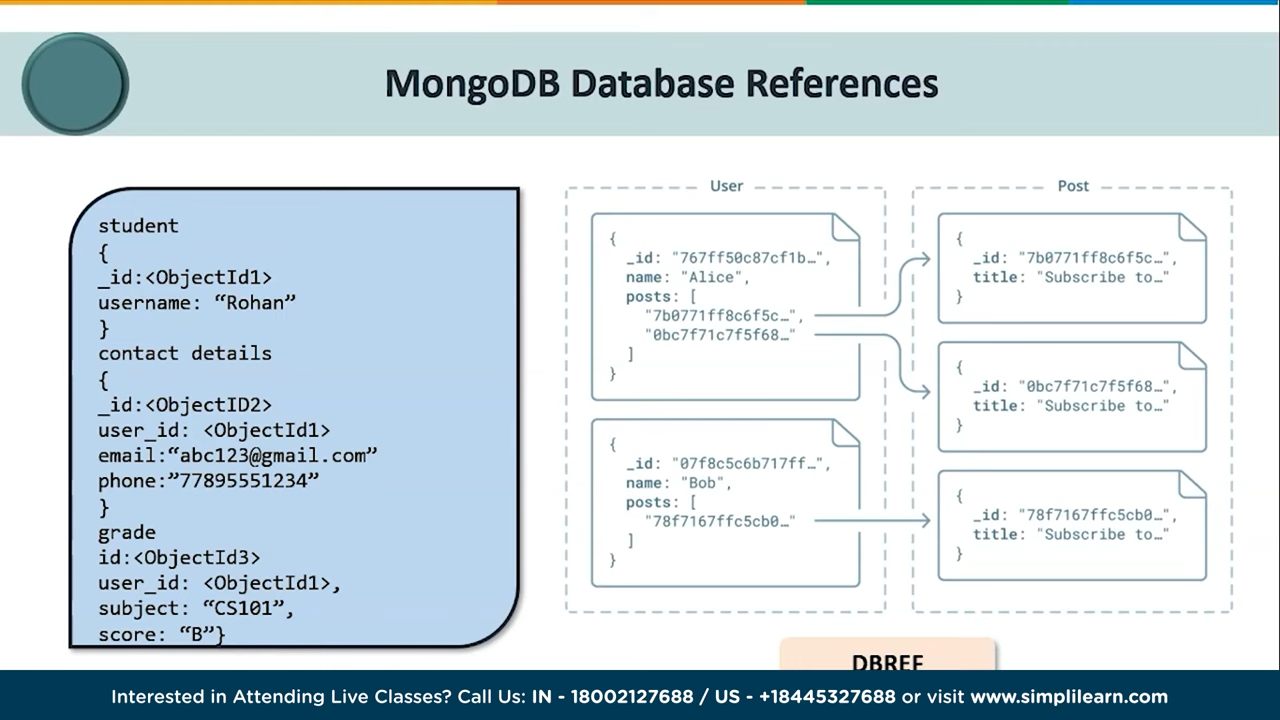 MongoDB Database References
student
{
_id:<ObjectId1>
username: “Rohan”
}
contact details
{
_id:<ObjectID2>
user_id: <ObjectId1>
email:“abc123@gmail.com”
phone:”77895551234”
}
grade
id:<ObjectId3>
user_id: <ObjectId1>,
subject: “CS101”,
score: “B”}
User
{
_id: "767ff50c87cf1b…",
name: "Alice",
posts: [
"7b0771ff8c6f5c…",
"0bc7f71c7f5f68…"
]
}
{
_id: "07f8c5c6b717ff…",
name: "Bob",
posts: [
"78f7167ffc5cb0…"
]
}
Post
{
_id: "7b0771ff8c6f5c…",
title: "Subscribe to…"
}
{
_id: "0bc7f71c7f5f68…",
title: "Subscribe to…"
}
{
_id: "78f7167ffc5cb0…",
title: "Subscribe to…"
}
DBREF
Interested in Attending Live Classes? Call Us: IN - 18002127688 / US - +18445327688 or visit www.simplilearn.com